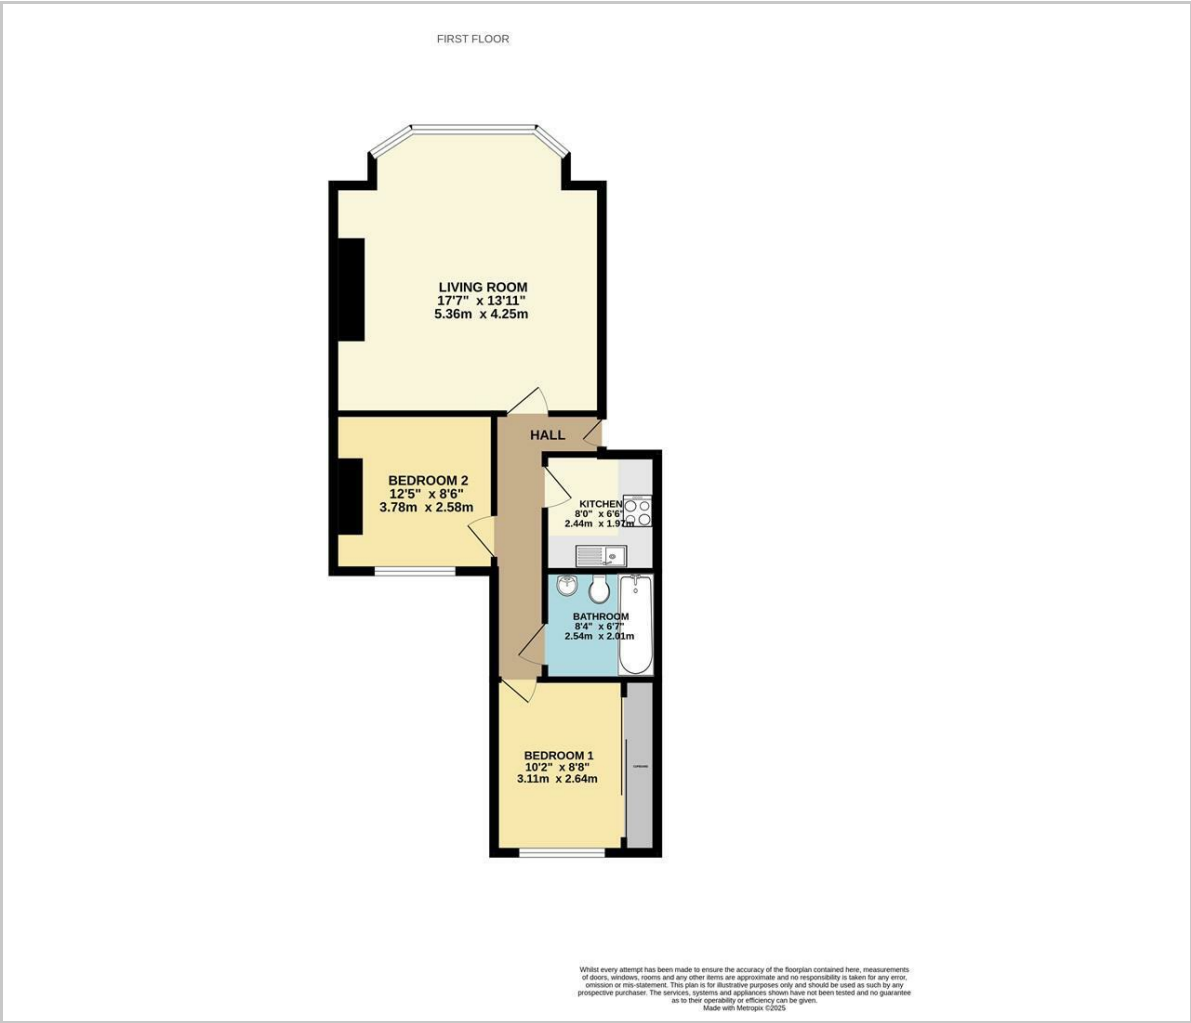 FIRST FLOOR
LIVING ROOM
17'7" x 13'11"
5.36m x 4.25m
HALL
BEDROOM 2
12'5" x 8'6"
3.78m x 2.58m
KITCHEN
8'0" x 6'6"
2.44m x 1.97m
BATHROOM
8'4" x 6'7"
2.54m x 2.01m
BEDROOM 1
10'2" x 8'8"
3.11m x 2.64m
Whilst every attempt has been made to ensure the accuracy of the floorplan contained here, measurements
of doors, windows, rooms and any other items are approximate and no responsibility is taken for any error,
omission or mis-statement. This plan is for illustrative purposes only and should be used as such by any
prospective purchaser. The services, systems and appliances shown have not been tested and no guarantee
as to their operability or efficiency can be given.
Made with Metropix ©2025